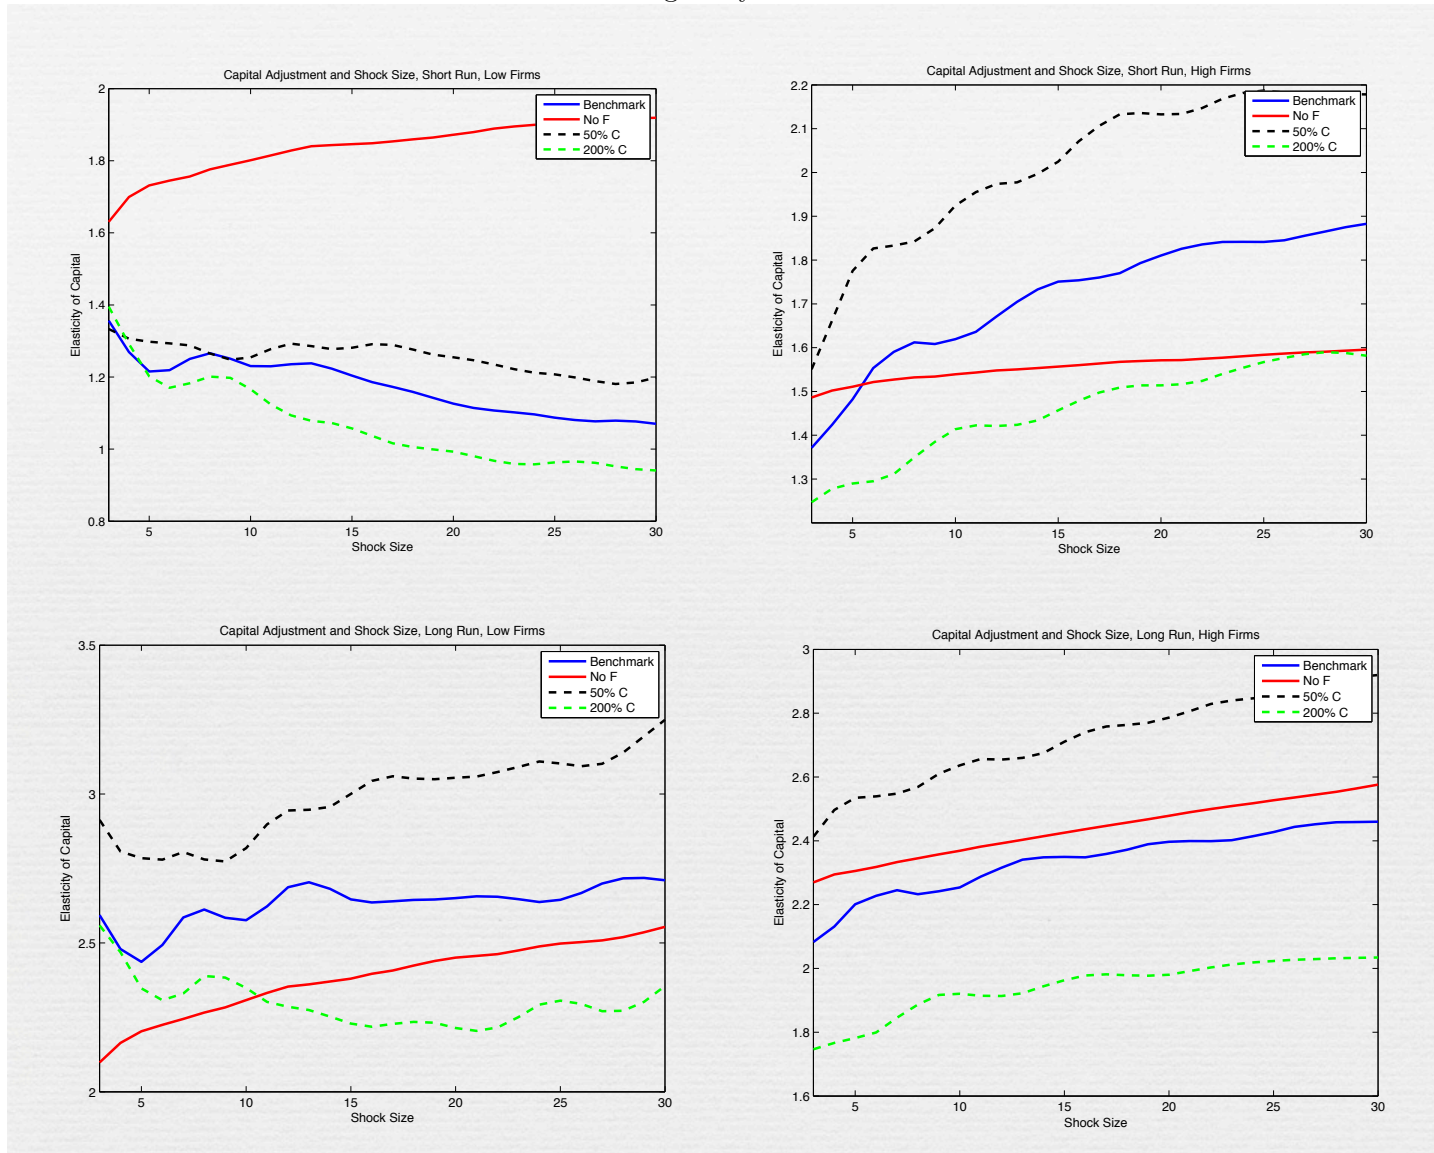 Capital Adjustment and Shock Size, Short Run, Low Firms
2
1.8
1.6
1.4
1.2
1
0.8
Elasticity of Capital
5 10 15 20 25 30
Shock Size
Benchmark
No F
50% C
200% C
Capital Adjustment and Shock Size, Short Run, High Firms
2.2
2.1
2
1.9
1.8
1.7
1.6
1.5
1.4
1.3
Elasticity of Capital
5 10 15 20 25 30
Shock Size
Benchmark
No F
50% C
200% C
Capital Adjustment and Shock Size, Long Run, Low Firms
3.5
3
2.5
2
Elasticity of Capital
5 10 15 20 25 30
Shock Size
Benchmark
No F
50% C
200% C
Capital Adjustment and Shock Size, Long Run, High Firms
3
2.8
2.6
2.4
2.2
2
1.8
1.6
Elasticity of Capital
5 10 15 20 25 30
Shock Size
Benchmark
No F
50% C
200% C